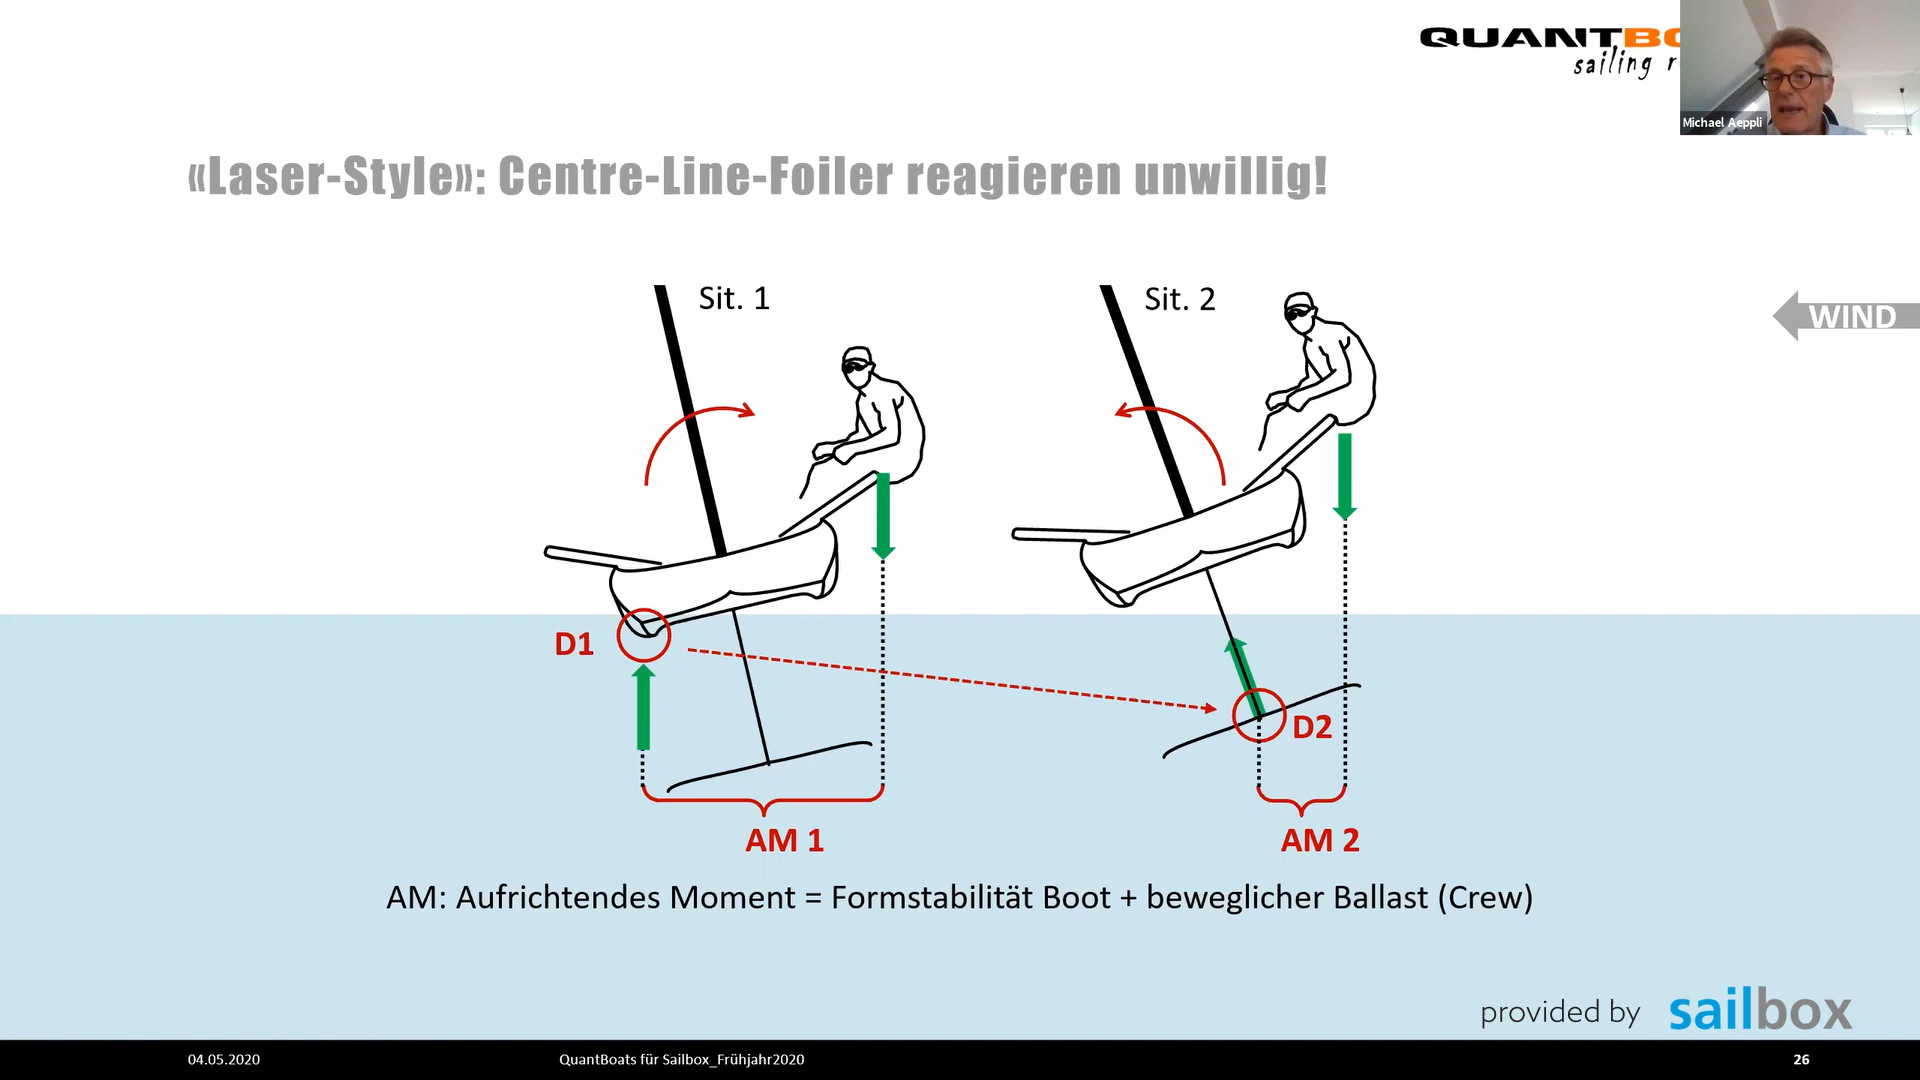 QUANTBO
sailing r
Michael Aeppli
«Laser-Style»: Centre-Line-Foiler reagieren unwillig!
Sit. 1
Sit. 2
WIND
D1
D2
AM 1
AM 2
AM: Aufrichtendes Moment = Formstabilität Boot + beweglicher Ballast (Crew)
provided by sailbox
04.05.2020
QuantBoats für Sailbox_Frühjahr2020
26